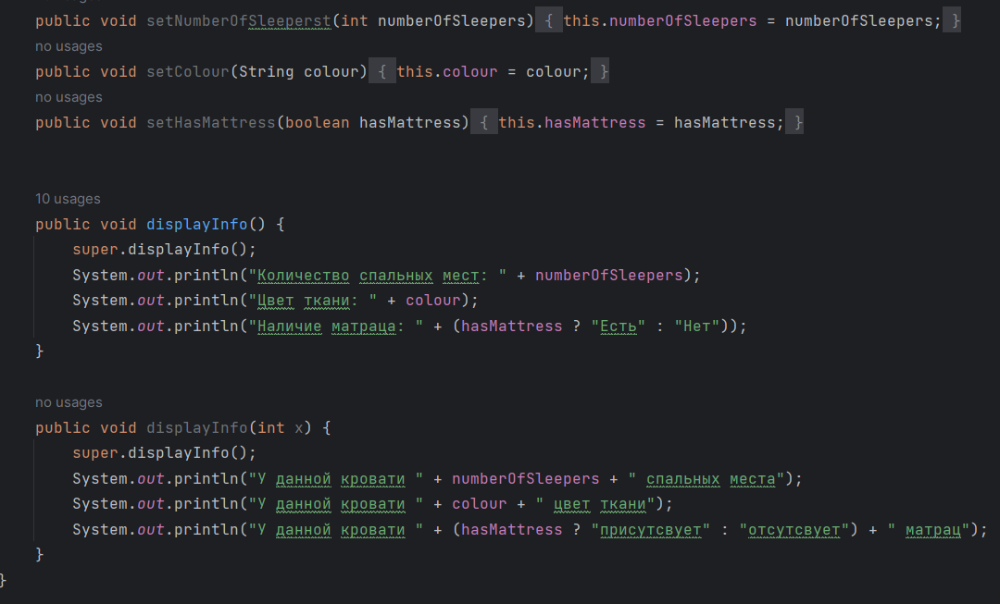 public void setNumberOfSleeperst(int numberOfSleepers) { this.numberOfSleepers = numberOfSleepers; }
no usages
public void setColour(String colour) { this.colour = colour; }
no usages
public void setHasMattress(boolean hasMattress) { this.hasMattress = hasMattress; }
10 usages
public void displayInfo() {
super.displayInfo();
System.out.println("Количество спальных мест: " + numberOfSleepers);
System.out.println("Цвет ткани: " + colour);
System.out.println("Наличие матраца: " + (hasMattress ? "Есть" : "Нет"));
}
no usages
public void displayInfo(int x) {
super.displayInfo();
System.out.println("У данной кровати " + numberOfSleepers + " спальных места");
System.out.println("У данной кровати " + colour + " цвет ткани");
System.out.println("У данной кровати " + (hasMattress ? "присутсвует" : "отсутсвует") + " матрац");
}
}